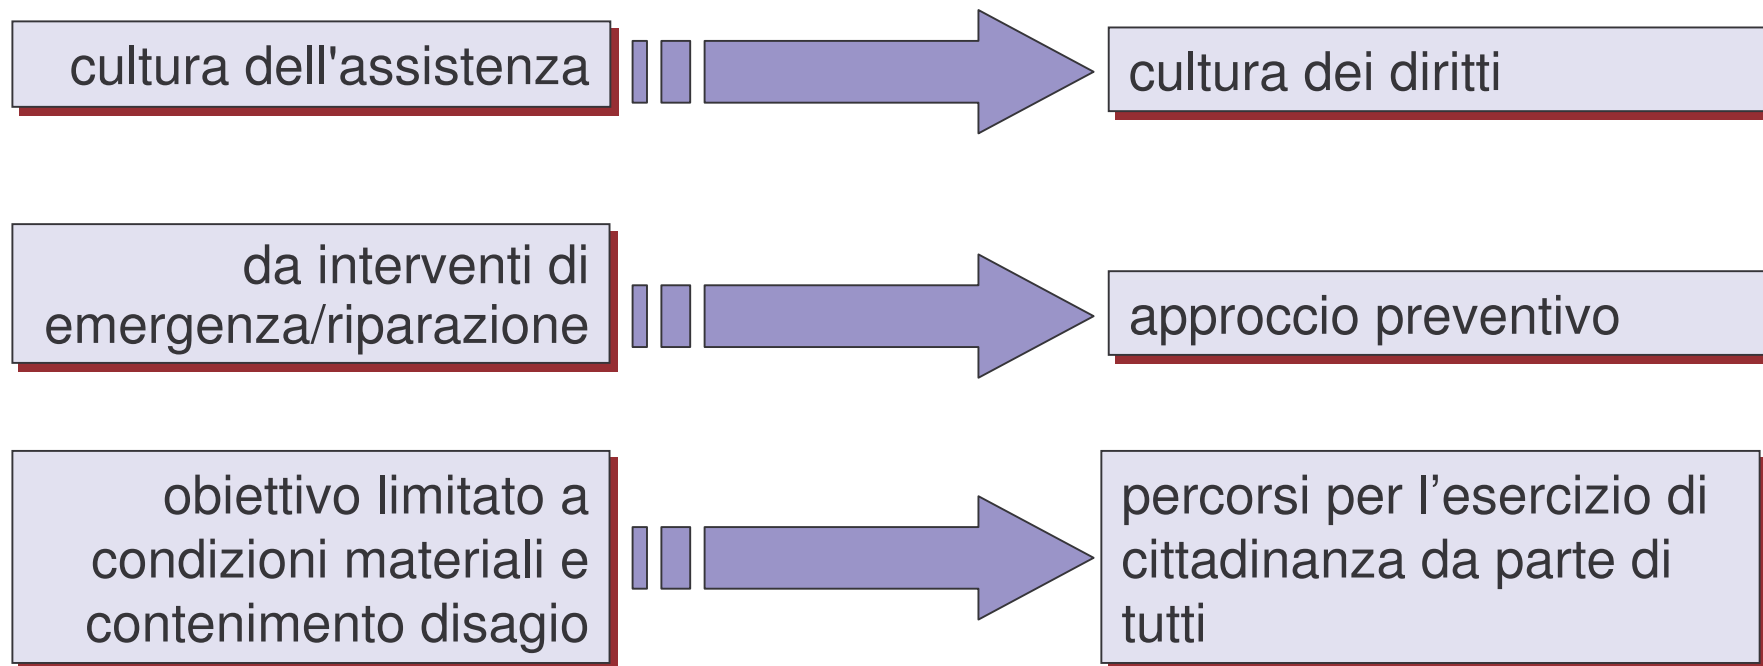 cultura dell'assistenza
cultura dei diritti
da interventi di
emergenza/riparazione
approccio preventivo
obiettivo limitato a
condizioni materiali e
contenimento disagio
percorsi per l’esercizio di
cittadinanza da parte di
tutti